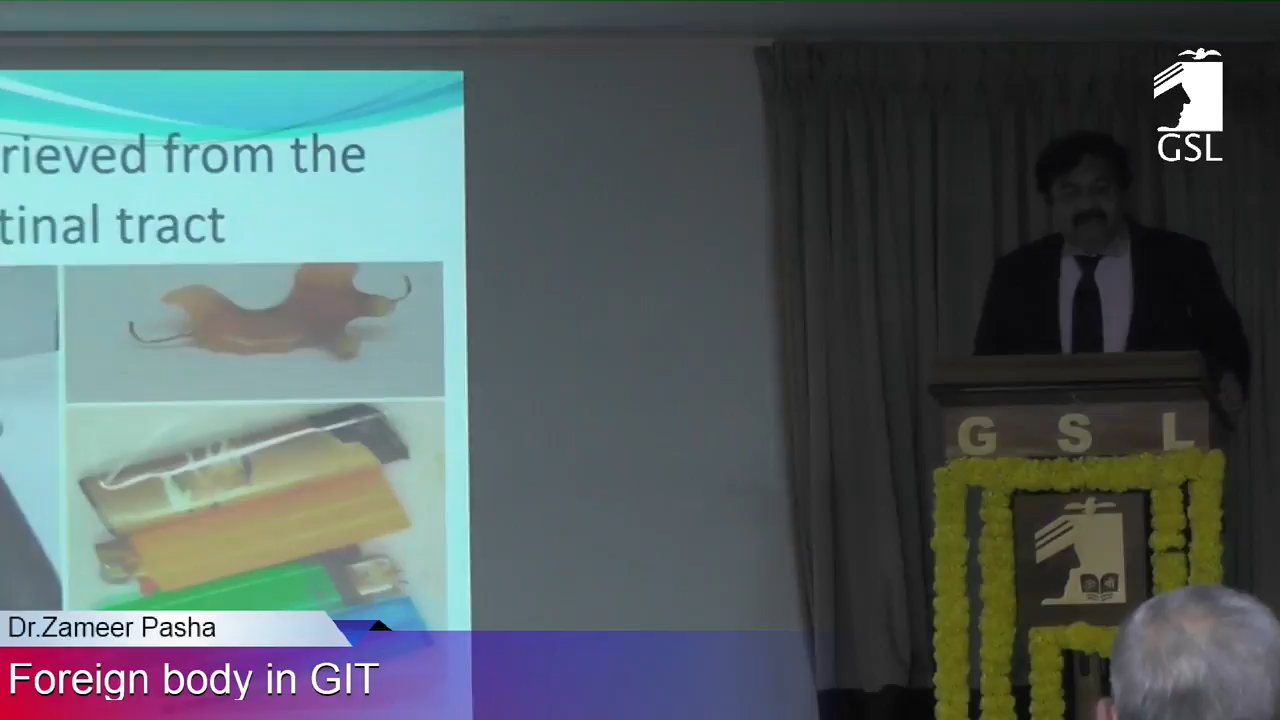 rieved from the
tinal tract
GSL
G S L
Dr.Zameer Pasha
Foreign body in GIT